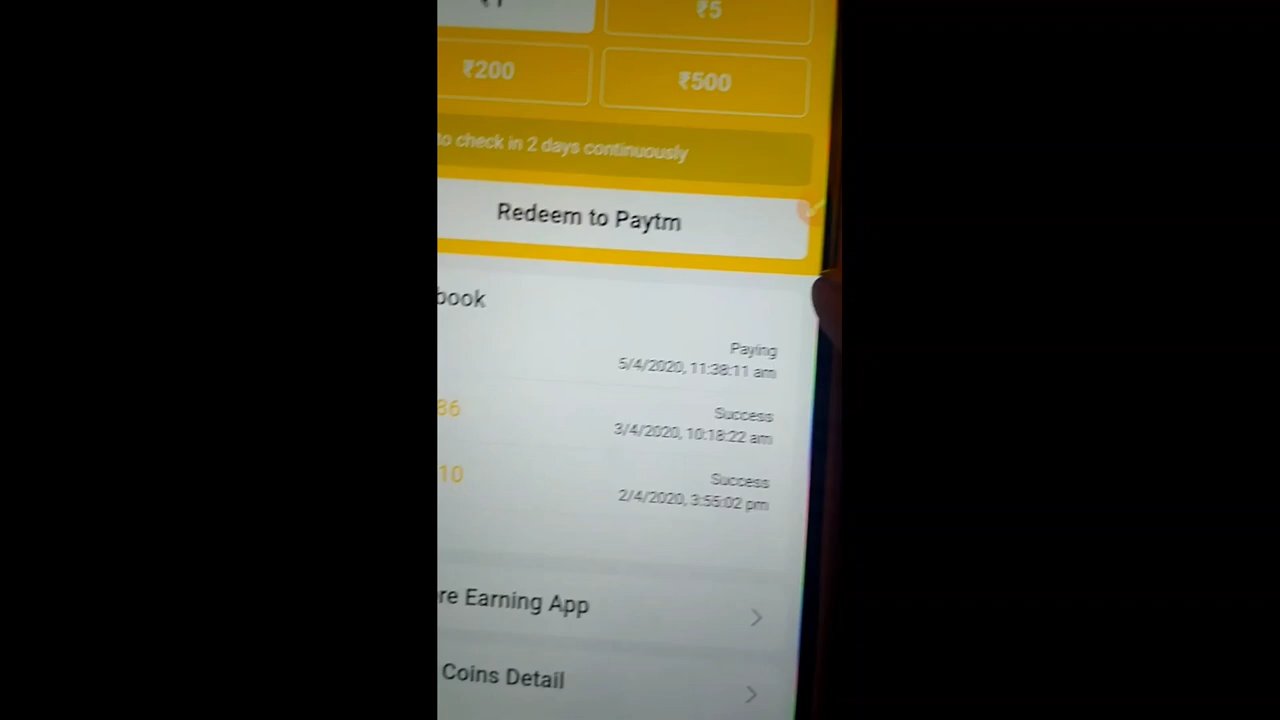 ₹1
₹5
₹200
₹500
to check in 2 days continuously
Redeem to Paytm
book
Paying
5/4/2020, 11:38:11 am
86
Success
3/4/2020, 10:18:22 am
10
Success
2/4/2020, 3:55:02 pm
re Earning App
Coins Detail